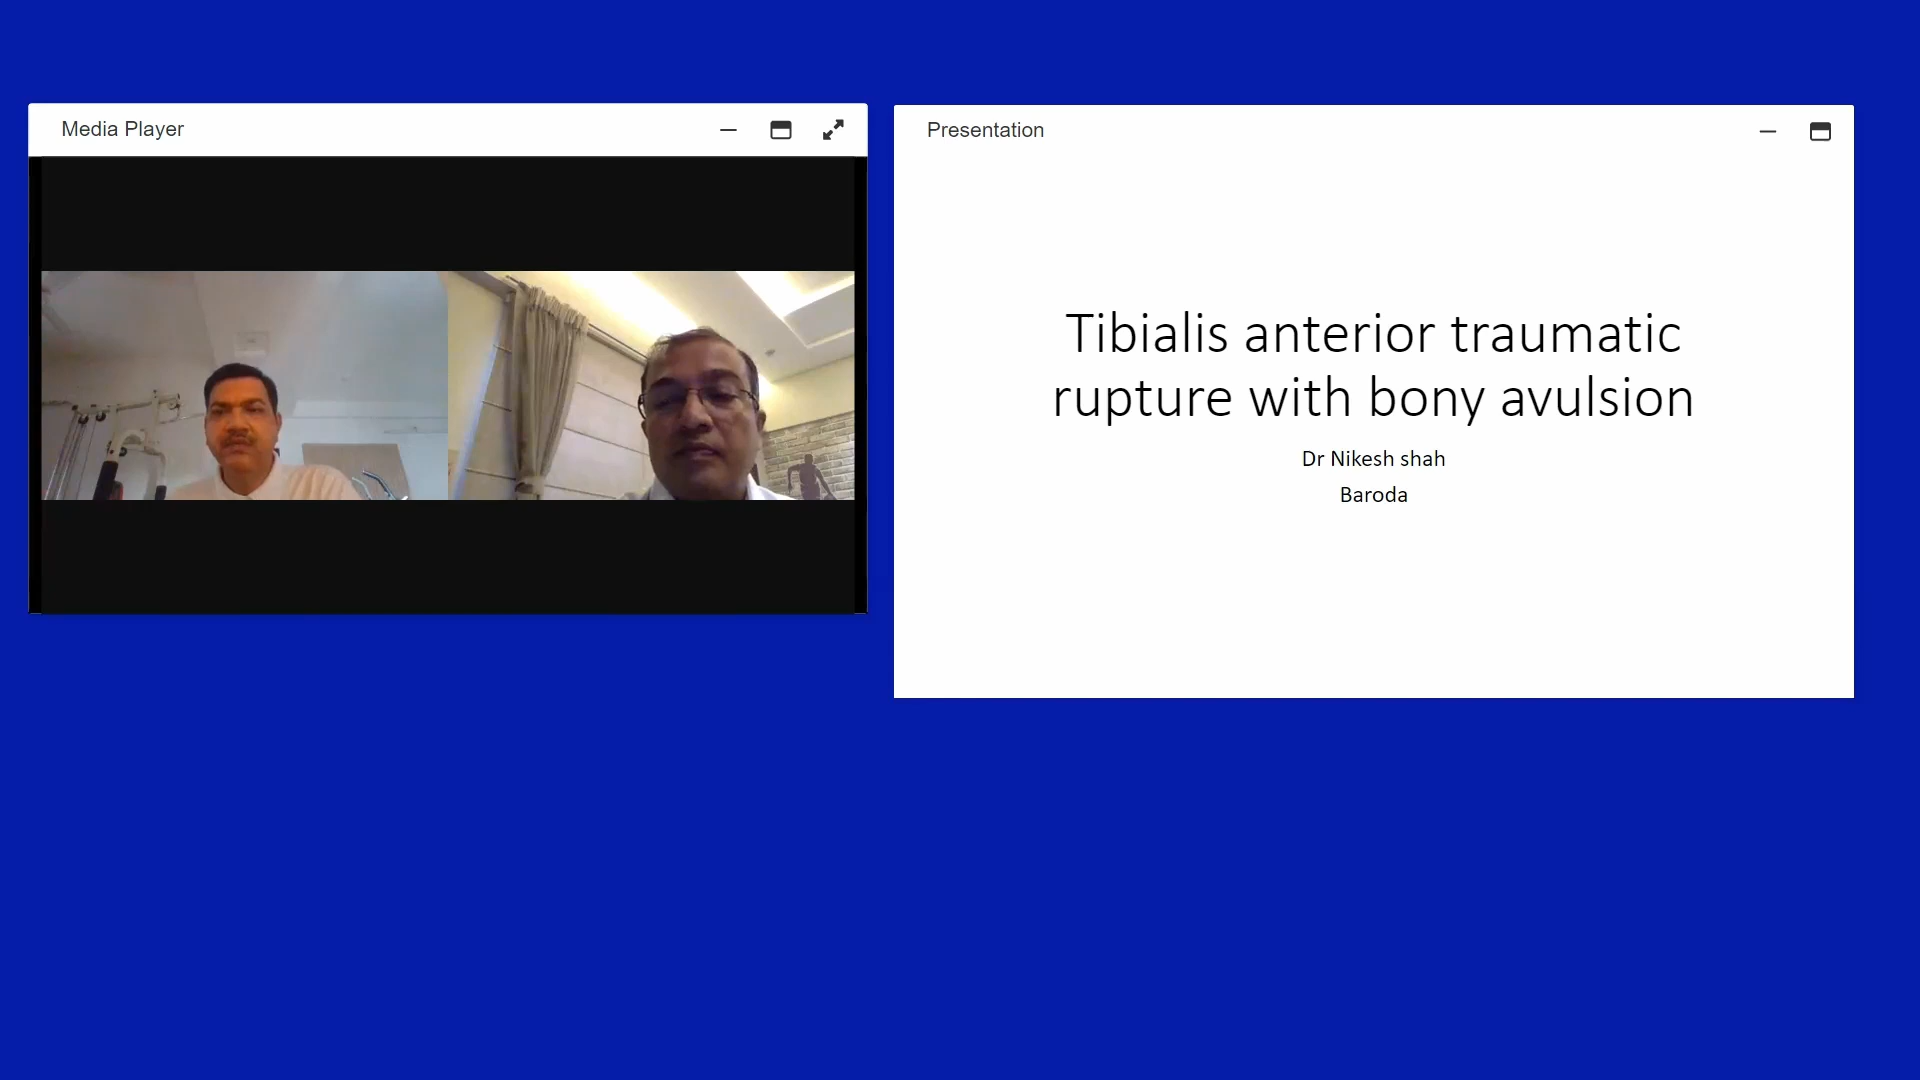 Media Player
Presentation
Tibialis anterior traumatic
rupture with bony avulsion
Dr Nikesh shah
Baroda